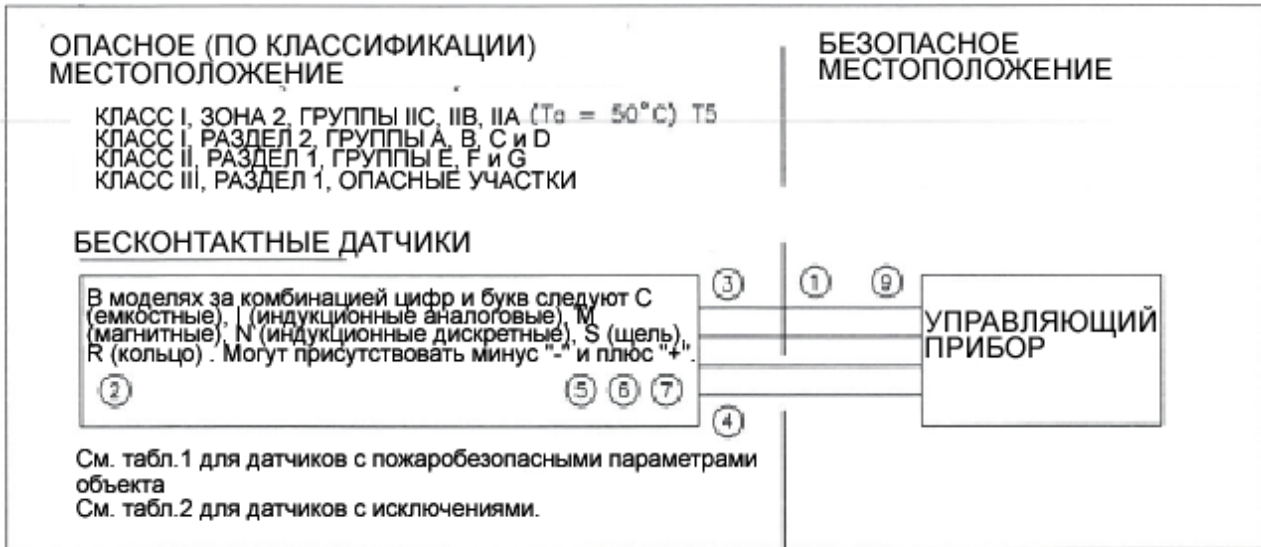 ОПАСНОЕ (ПО КЛАССИФИКАЦИИ)
МЕСТОПОЛОЖЕНИЕ
БЕЗОПАСНОЕ
МЕСТОПОЛОЖЕНИЕ
КЛАСС I, ЗОНА 2, ГРУППЫ IIC, IIB, IIA (Ta = 50°C) T5
КЛАСС I, РАЗДЕЛ 2, ГРУППЫ A, B, C и D
КЛАСС II, РАЗДЕЛ 1, ГРУППЫ E, F и G
КЛАСС III, РАЗДЕЛ 1, ОПАСНЫЕ УЧАСТКИ
БЕСКОНТАКТНЫЕ ДАТЧИКИ
В моделях за комбинацией цифр и букв следуют C
(емкостные), I (индукционные аналоговые), M
(магнитные), N (индукционные дискретные), S (щель),
R (кольцо) . Могут присутствовать минус "-" и плюс "+".
2 5 6 7
3 1 9
4
УПРАВЛЯЮЩИЙ
ПРИБОР
См. табл.1 для датчиков с пожаробезопасными параметрами
объекта
См. табл.2 для датчиков с исключениями.